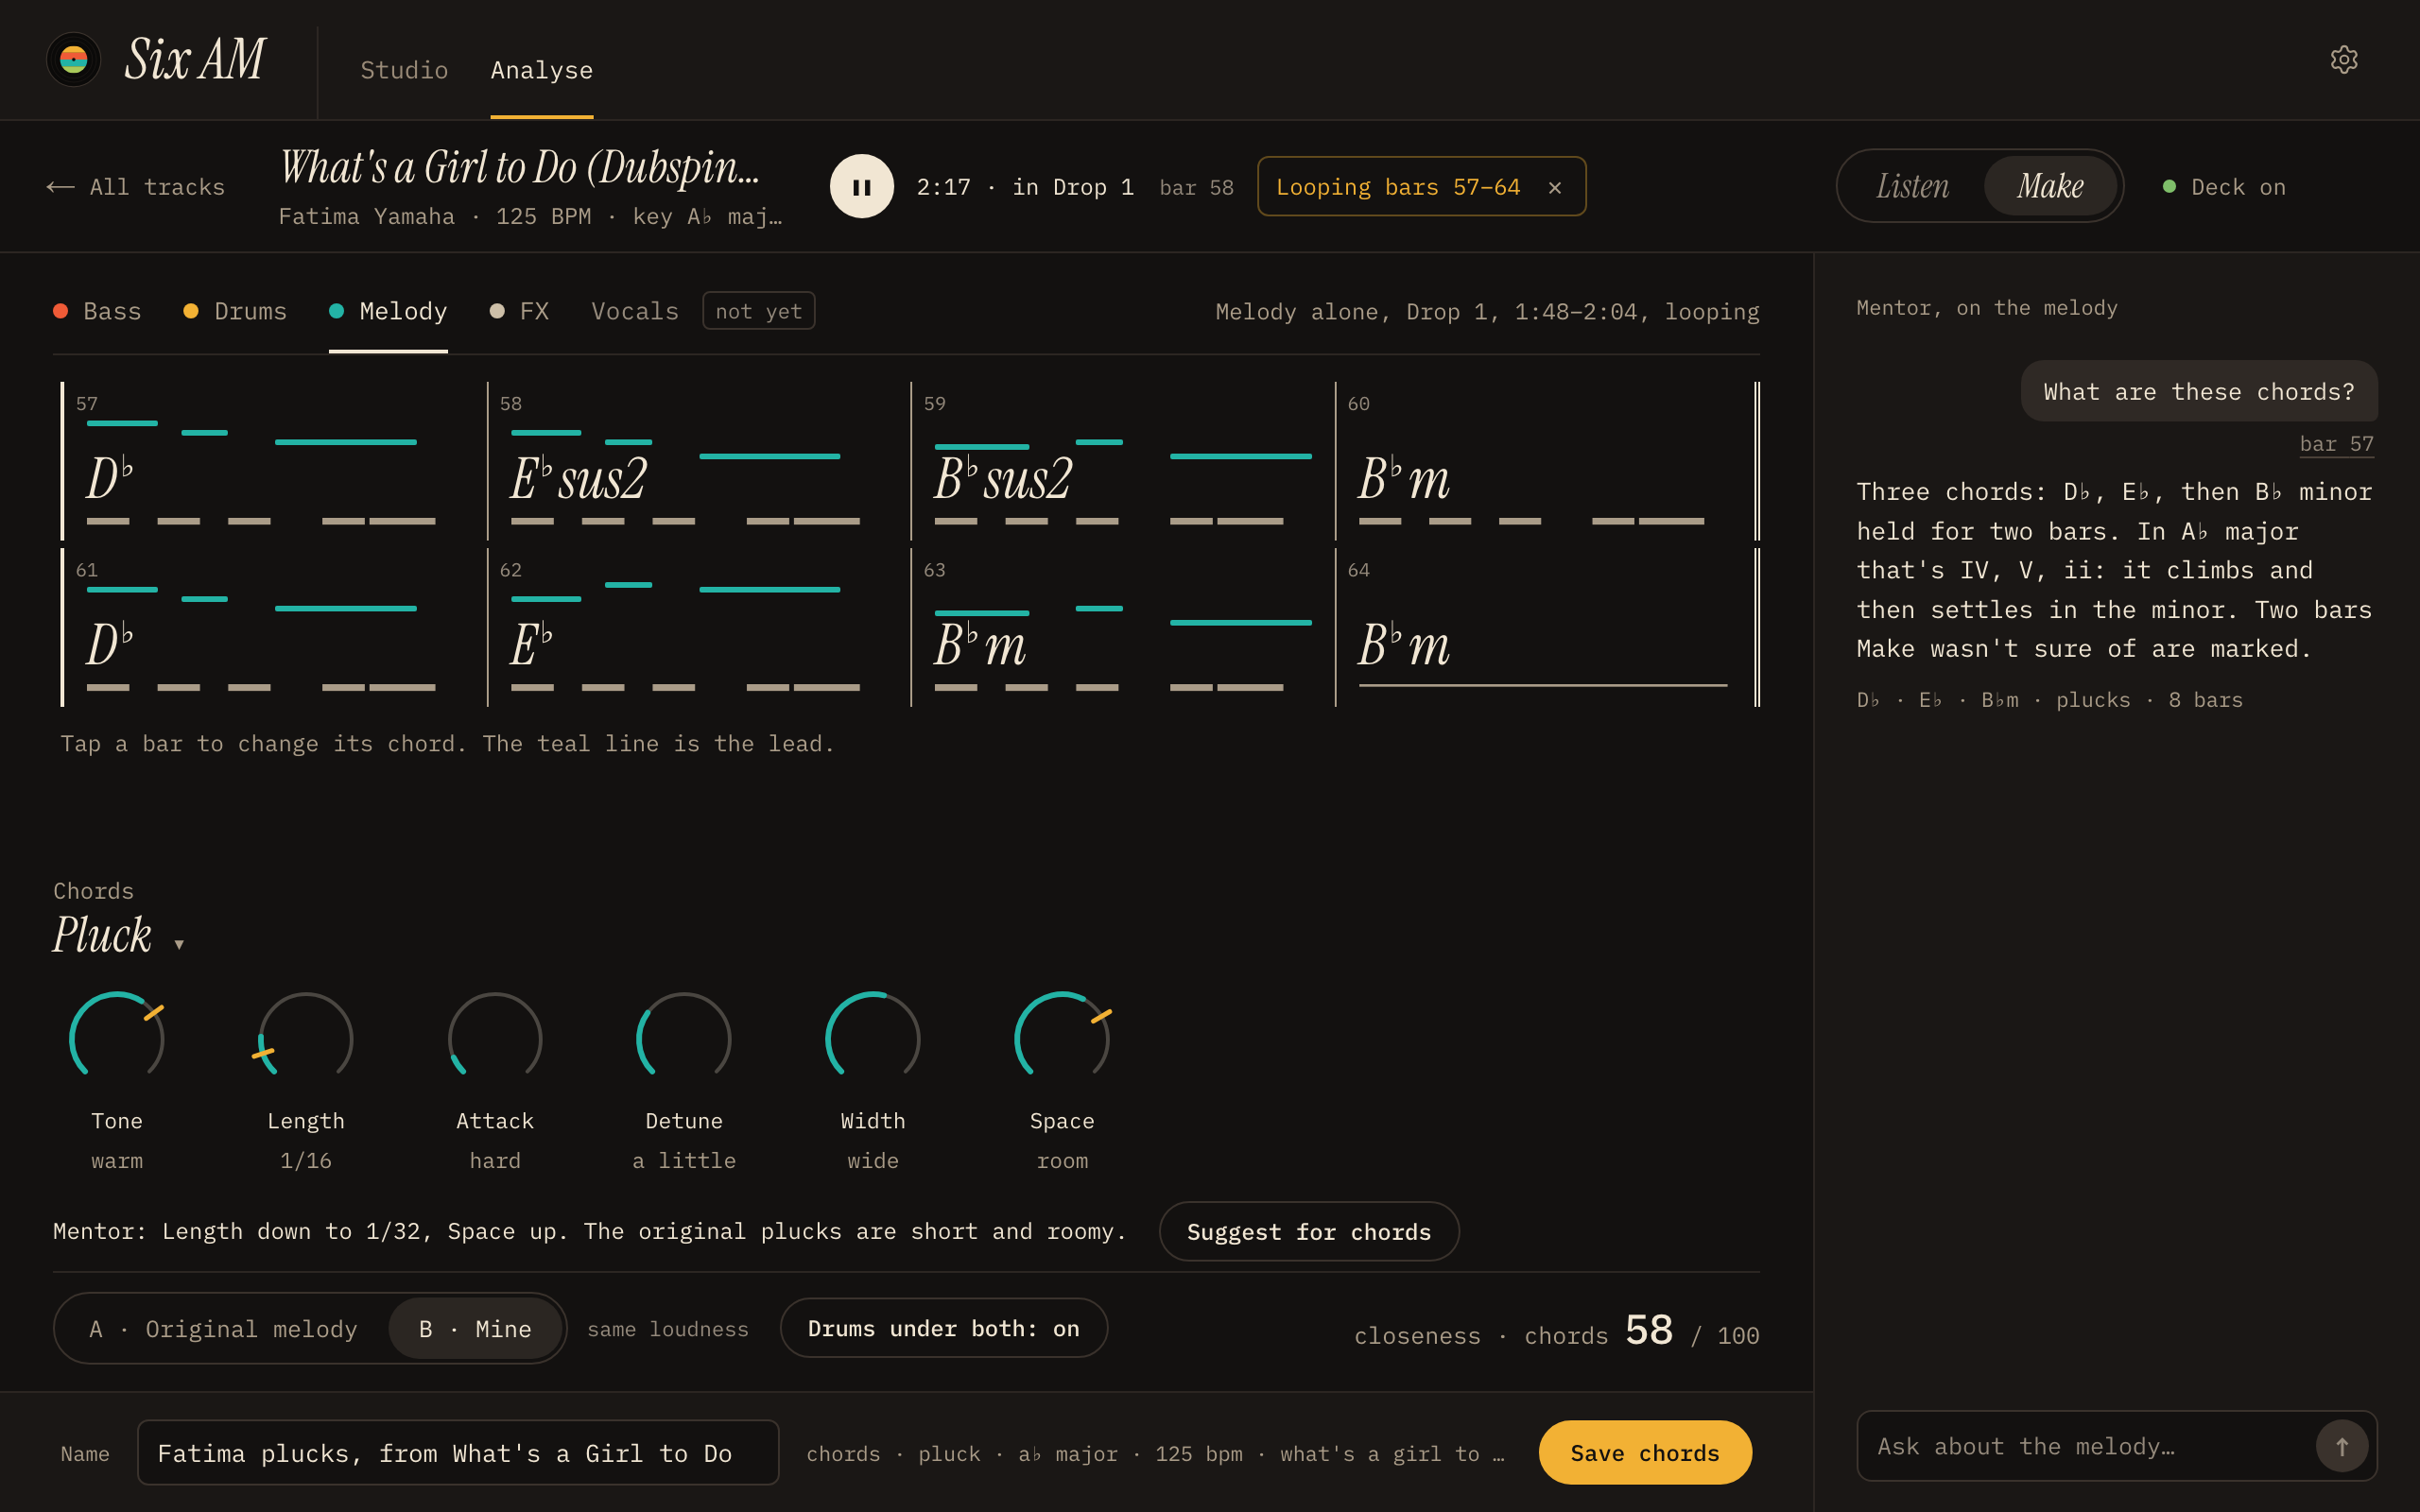 Six AM
Studio
Analyse
← All tracks
What's a Girl to Do (Dubspin…
Fatima Yamaha · 125 BPM · key A♭ maj…
2:17 · in Drop 1
bar 58
Looping bars 57–64 ×
Listen
Make
Deck on
Bass
Drums
Melody
FX
Vocals
not yet
Melody alone, Drop 1, 1:48–2:04, looping
57
58
59
60
D♭
E♭sus2
B♭sus2
B♭m
61
62
63
64
D♭
E♭
B♭m
B♭m
Tap a bar to change its chord. The teal line is the lead.
Chords
Pluck ▾
Tone
Length
Attack
Detune
Width
Space
warm
1/16
hard
a little
wide
room
Mentor: Length down to 1/32, Space up. The original plucks are short and roomy.
Suggest for chords
A · Original melody
B · Mine
same loudness
Drums under both: on
closeness · chords 58 / 100
Name
Fatima plucks, from What's a Girl to Do
chords · pluck · a♭ major · 125 bpm · what's a girl to …
Save chords
Mentor, on the melody
What are these chords?
bar 57
Three chords: D♭, E♭, then B♭ minor
held for two bars. In A♭ major
that's IV, V, ii: it climbs and
then settles in the minor. Two bars
Make wasn't sure of are marked.
D♭ · E♭ · B♭m · plucks · 8 bars
Ask about the melody…
↑